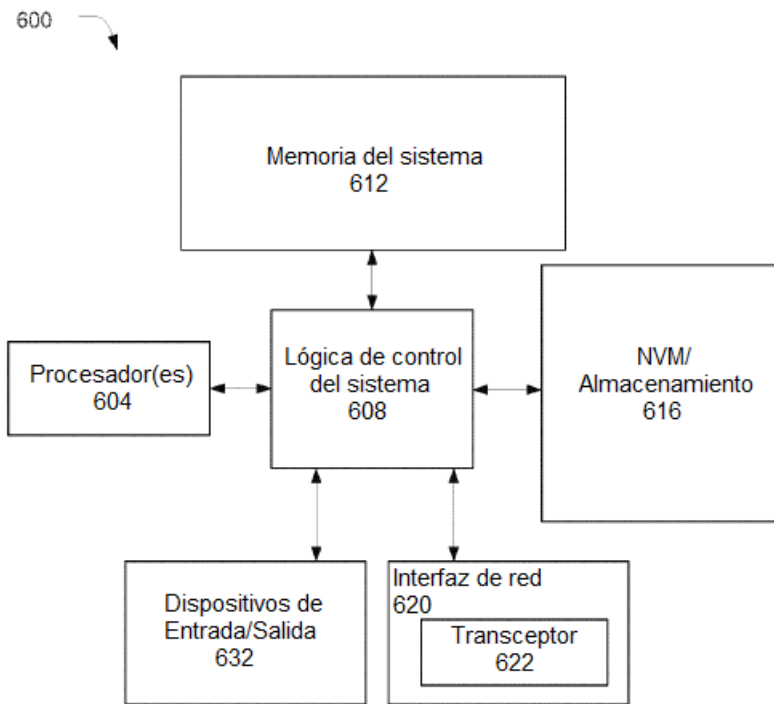 600
Memoria del sistema
612
Procesador(es)
604
Lógica de control
del sistema
608
NVM/
Almacenamiento
616
Dispositivos de
Entrada/Salida
632
Interfaz de red
620
Transceptor
622